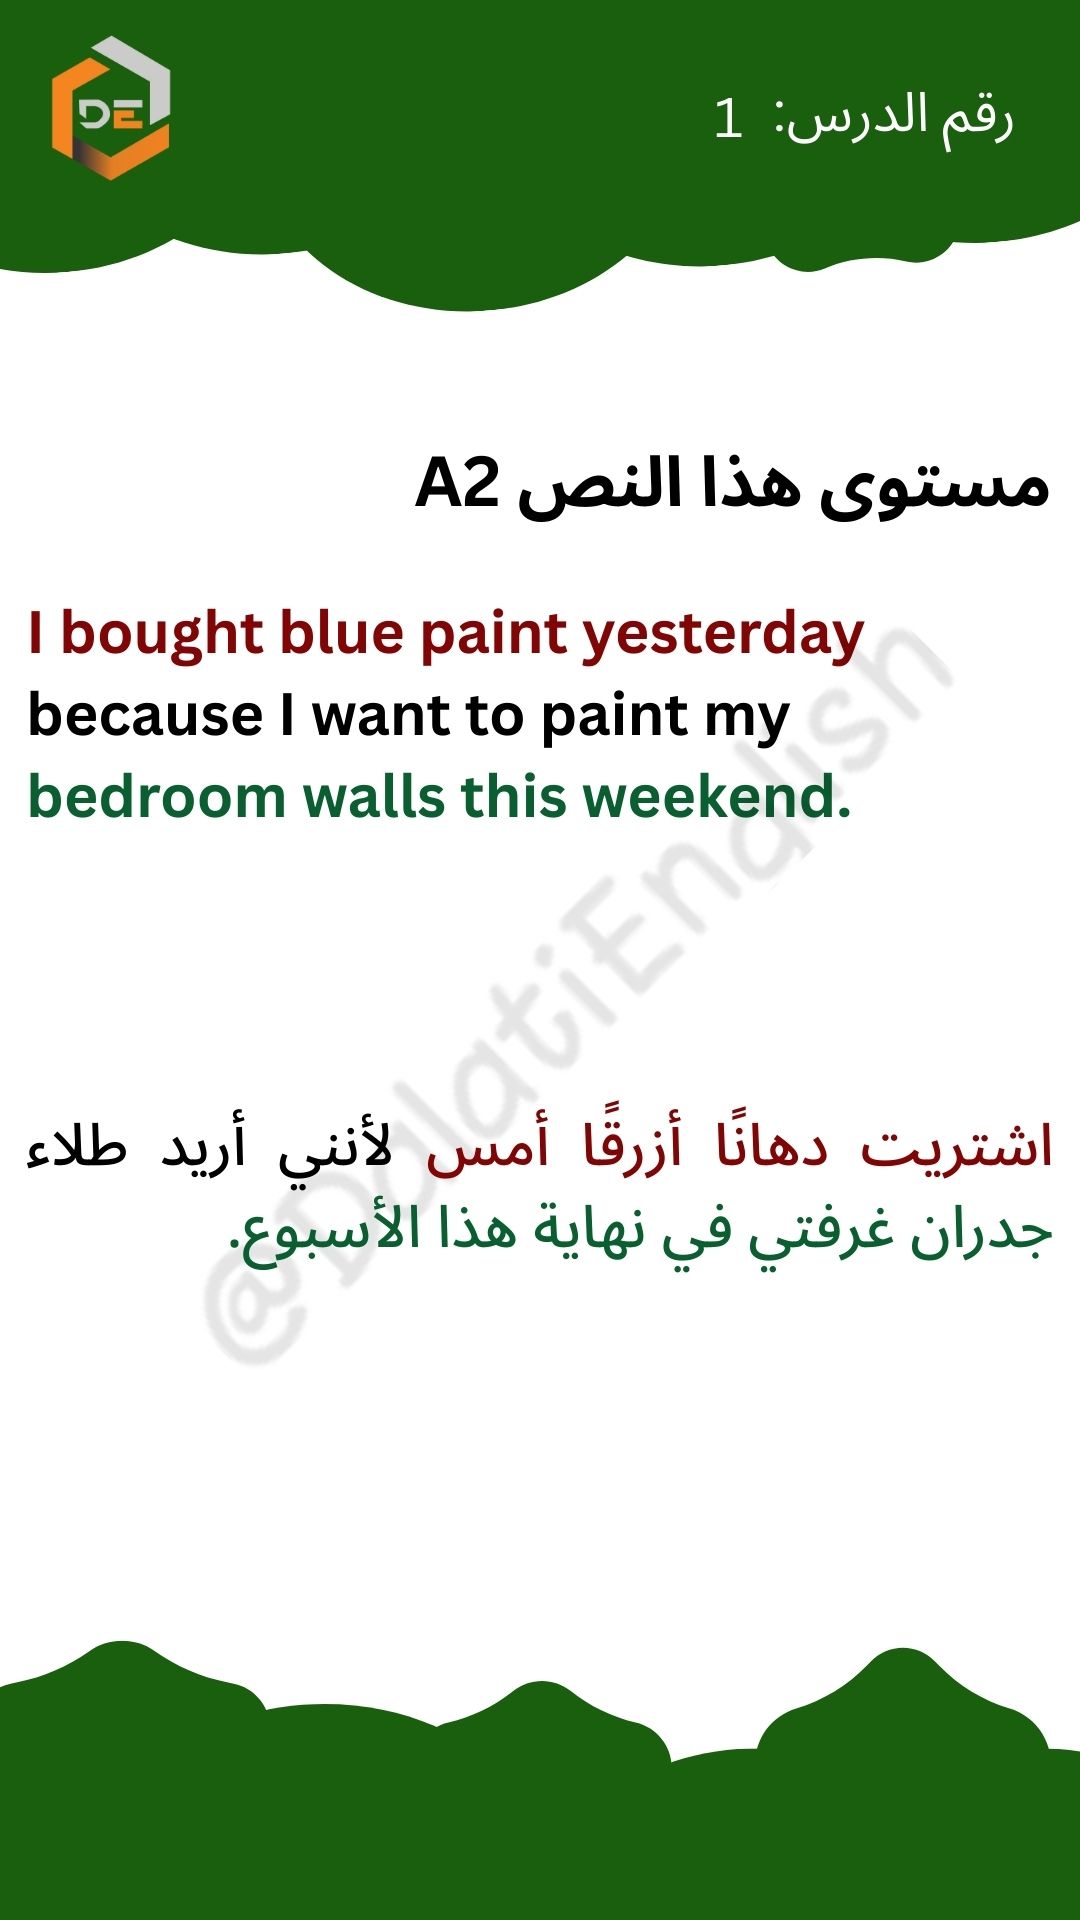 DE
رقم الدرس: 1
مستوى هذا النص A2
I bought blue paint yesterday
because I want to paint my
bedroom walls this weekend.
اشتريت دهانًا أزرقًا أمس لأنني أريد طلاء
جدران غرفتي في نهاية هذا الأسبوع.
@DalatiEnglish